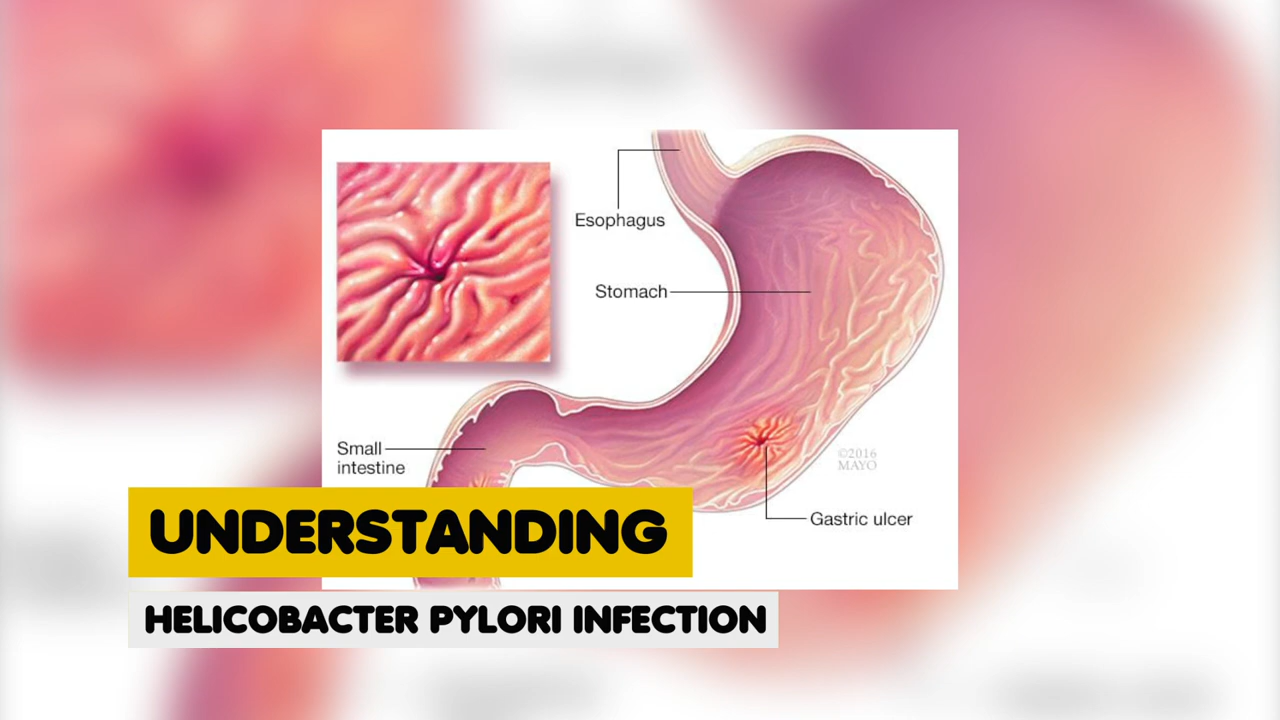 Esophagus
Stomach
Small
intestine
©2016
MAYO
Gastric ulcer
UNDERSTANDING
HELICOBACTER PYLORI INFECTION